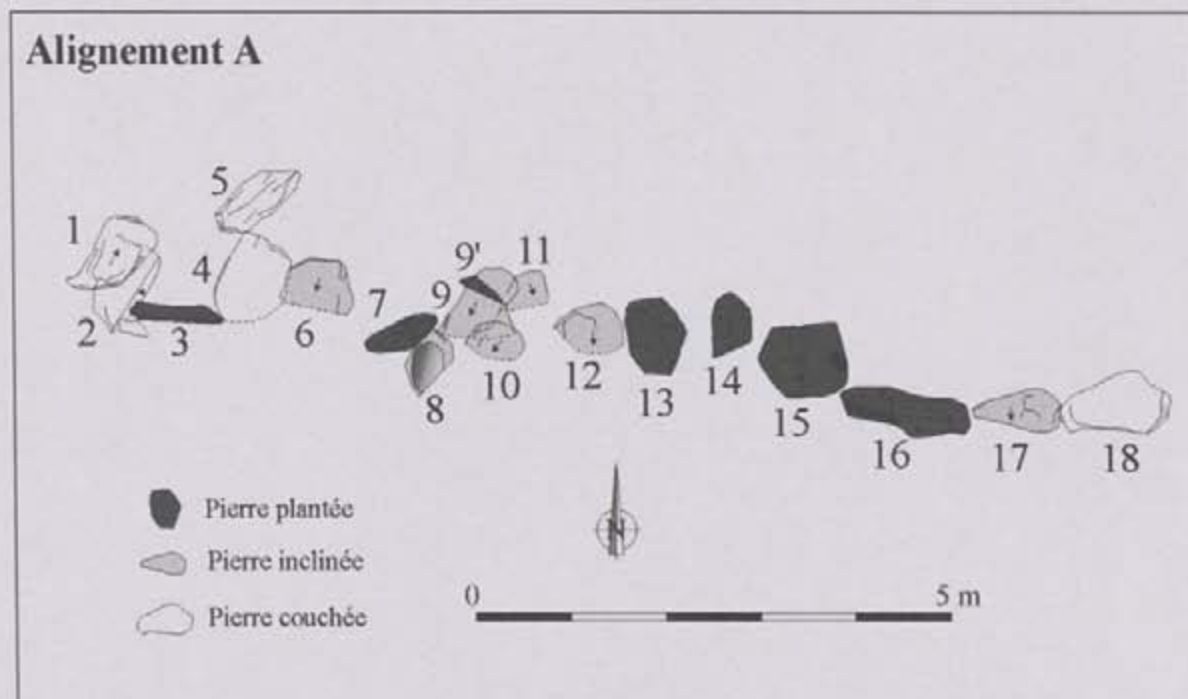 Alignement A
5
1
9' 11
4
9
7
2 3 6
10 12
8 13 14
15
16 17 18
Pierre plantée
N
Pierre inclinée
0 5 m
Pierre couchée